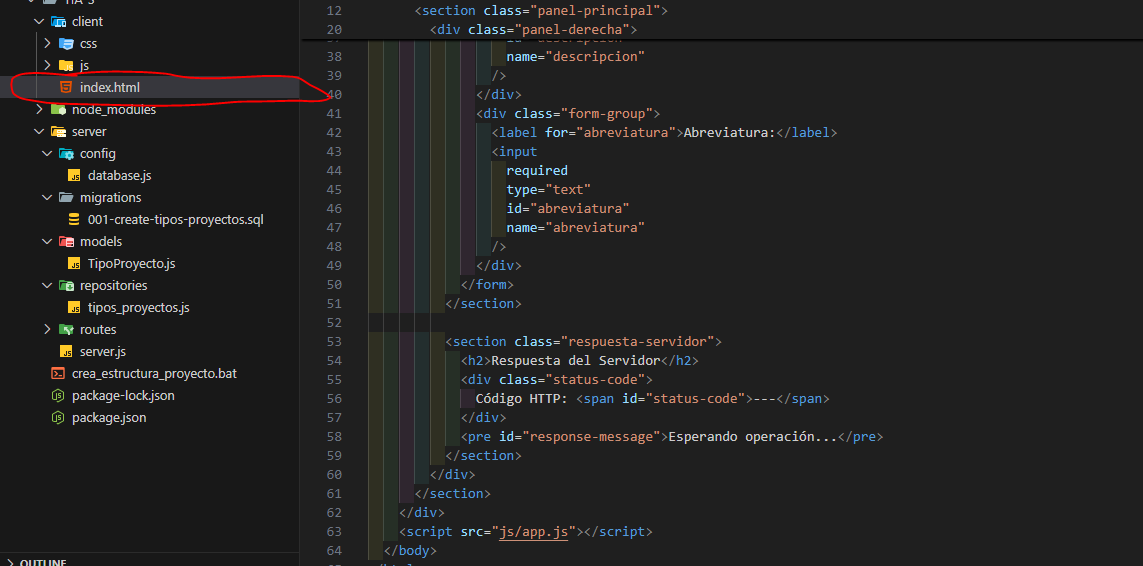 client
css
js
index.html
node_modules
server
config
database.js
migrations
001-create-tipos-proyectos.sql
models
TipoProyecto.js
repositories
tipos_proyectos.js
routes
server.js
crea_estructura_proyecto.bat
package-lock.json
package.json
OUTLINE
12 <section class="panel-principal">
20 <div class="panel-derecha">
38 name="descripcion"
39 />
40 </div>
41 <div class="form-group">
42 <label for="abreviatura">Abreviatura:</label>
43 <input
44 required
45 type="text"
46 id="abreviatura"
47 name="abreviatura"
48 />
49 </div>
50 </form>
51 </section>
52
53 <section class="respuesta-servidor">
54 <h2>Respuesta del Servidor</h2>
55 <div class="status-code">
56 Código HTTP: <span id="status-code">---</span>
57 </div>
58 <pre id="response-message">Esperando operación...</pre>
59 </section>
60 </div>
61 </section>
62 </div>
63 <script src="js/app.js"></script>
64 </body>